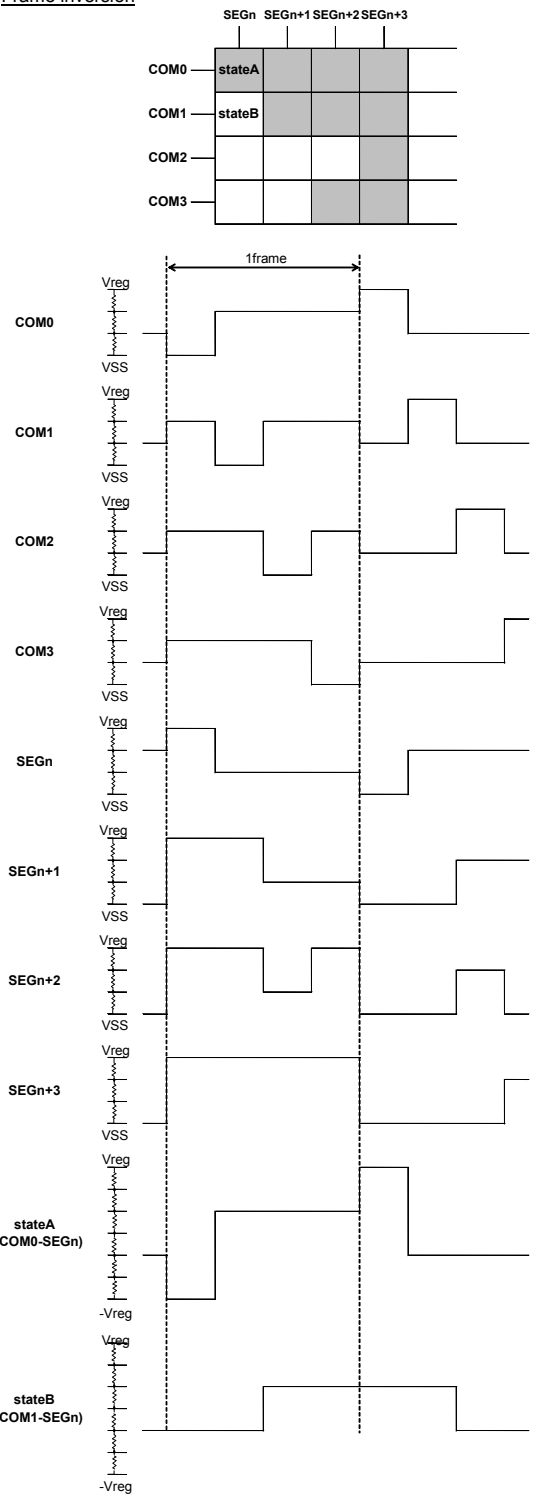 Frame inversion
SEGn SEGn+1 SEGn+2 SEGn+3
COM0 stateA
COM1 stateB
COM2
COM3
1frame
Vreg
COM0
VSS
Vreg
COM1
VSS
Vreg
COM2
VSS
Vreg
COM3
VSS
Vreg
SEGn
VSS
Vreg
SEGn+1
VSS
Vreg
SEGn+2
VSS
Vreg
SEGn+3
VSS
Vreg
stateA
COM0-SEGn)
-Vreg
Vreg
stateB
COM1-SEGn)
-Vreg